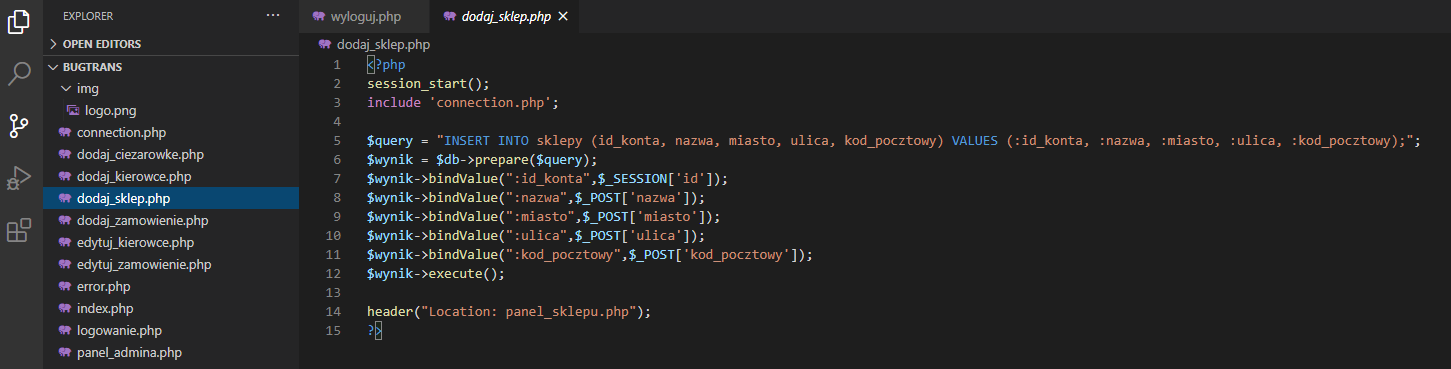 EXPLORER
OPEN EDITORS
BUGTRANS
img
logo.png
connection.php
dodaj_ciezarowke.php
dodaj_kierowce.php
dodaj_sklep.php
dodaj_zamowienie.php
edytuj_kierowce.php
edytuj_zamowienie.php
error.php
index.php
logowanie.php
panel_admina.php
wyloguj.php
dodaj_sklep.php
dodaj_sklep.php
1 <?php
2 session_start();
3 include 'connection.php';
4
5 $query = "INSERT INTO sklepy (id_konta, nazwa, miasto, ulica, kod_pocztowy) VALUES (:id_konta, :nazwa, :miasto, :ulica, :kod_pocztowy);";
6 $wynik = $db->prepare($query);
7 $wynik->bindValue(":id_konta",$_SESSION['id']);
8 $wynik->bindValue(":nazwa",$_POST['nazwa']);
9 $wynik->bindValue(":miasto",$_POST['miasto']);
10 $wynik->bindValue(":ulica",$_POST['ulica']);
11 $wynik->bindValue(":kod_pocztowy",$_POST['kod_pocztowy']);
12 $wynik->execute();
13
14 header("Location: panel_sklepu.php");
15 ?>